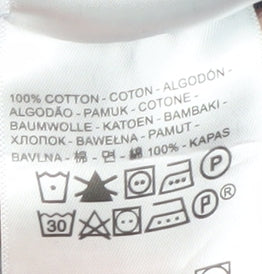 100% COTTON - COTON - ALGODÓN -
ALGODÃO - PAMUK - COTONE -
BAUMWOLLE - KATOEN - BAMBAKI -
ХЛОПОК - BAWEŁNA - PAMUT -
BAVLNA - 棉 - 면 - 綿 100% - KAPAS
P
30 P ®